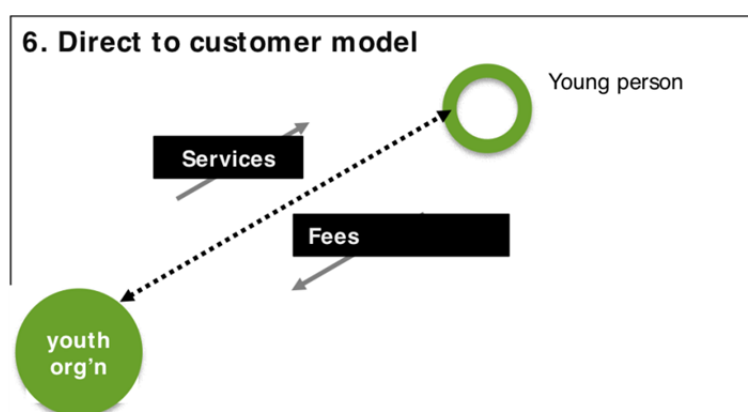 6. Direct to customer model
Young person
Services
Fees
youth
org'n